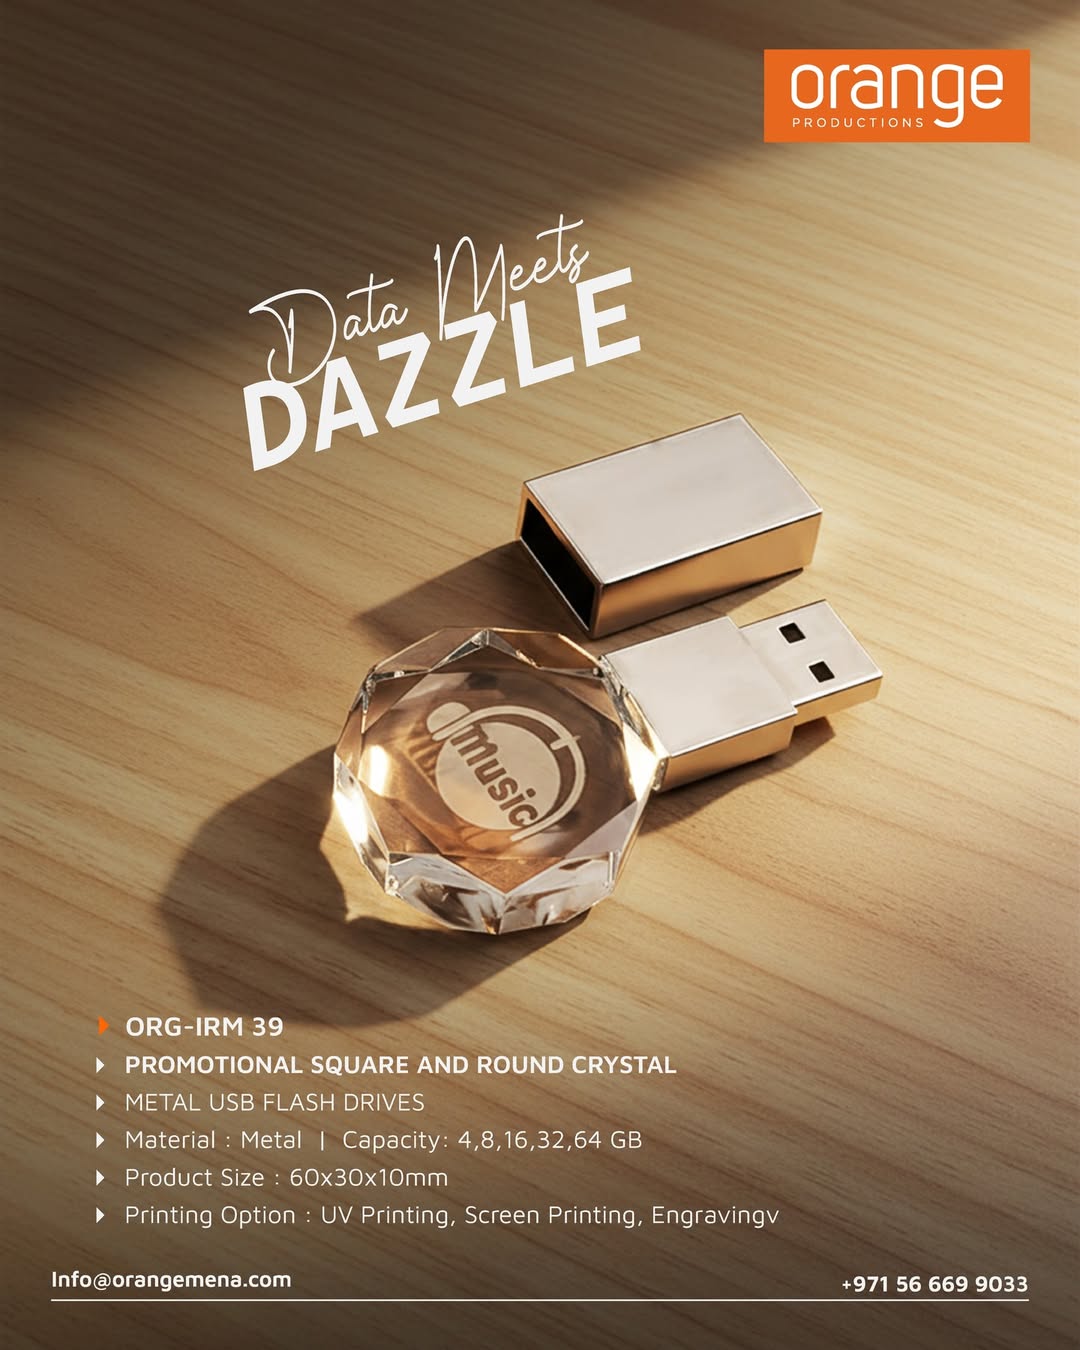 orange
PRODUCTIONS
Data Meets
DAZZLE
music
ORG-IRM 39
PROMOTIONAL SQUARE AND ROUND CRYSTAL
METAL USB FLASH DRIVES
Material : Metal | Capacity: 4,8,16,32,64 GB
Product Size : 60x30x10mm
Printing Option : UV Printing, Screen Printing, Engravingv
Info@orangemena.com
+971 56 669 9033